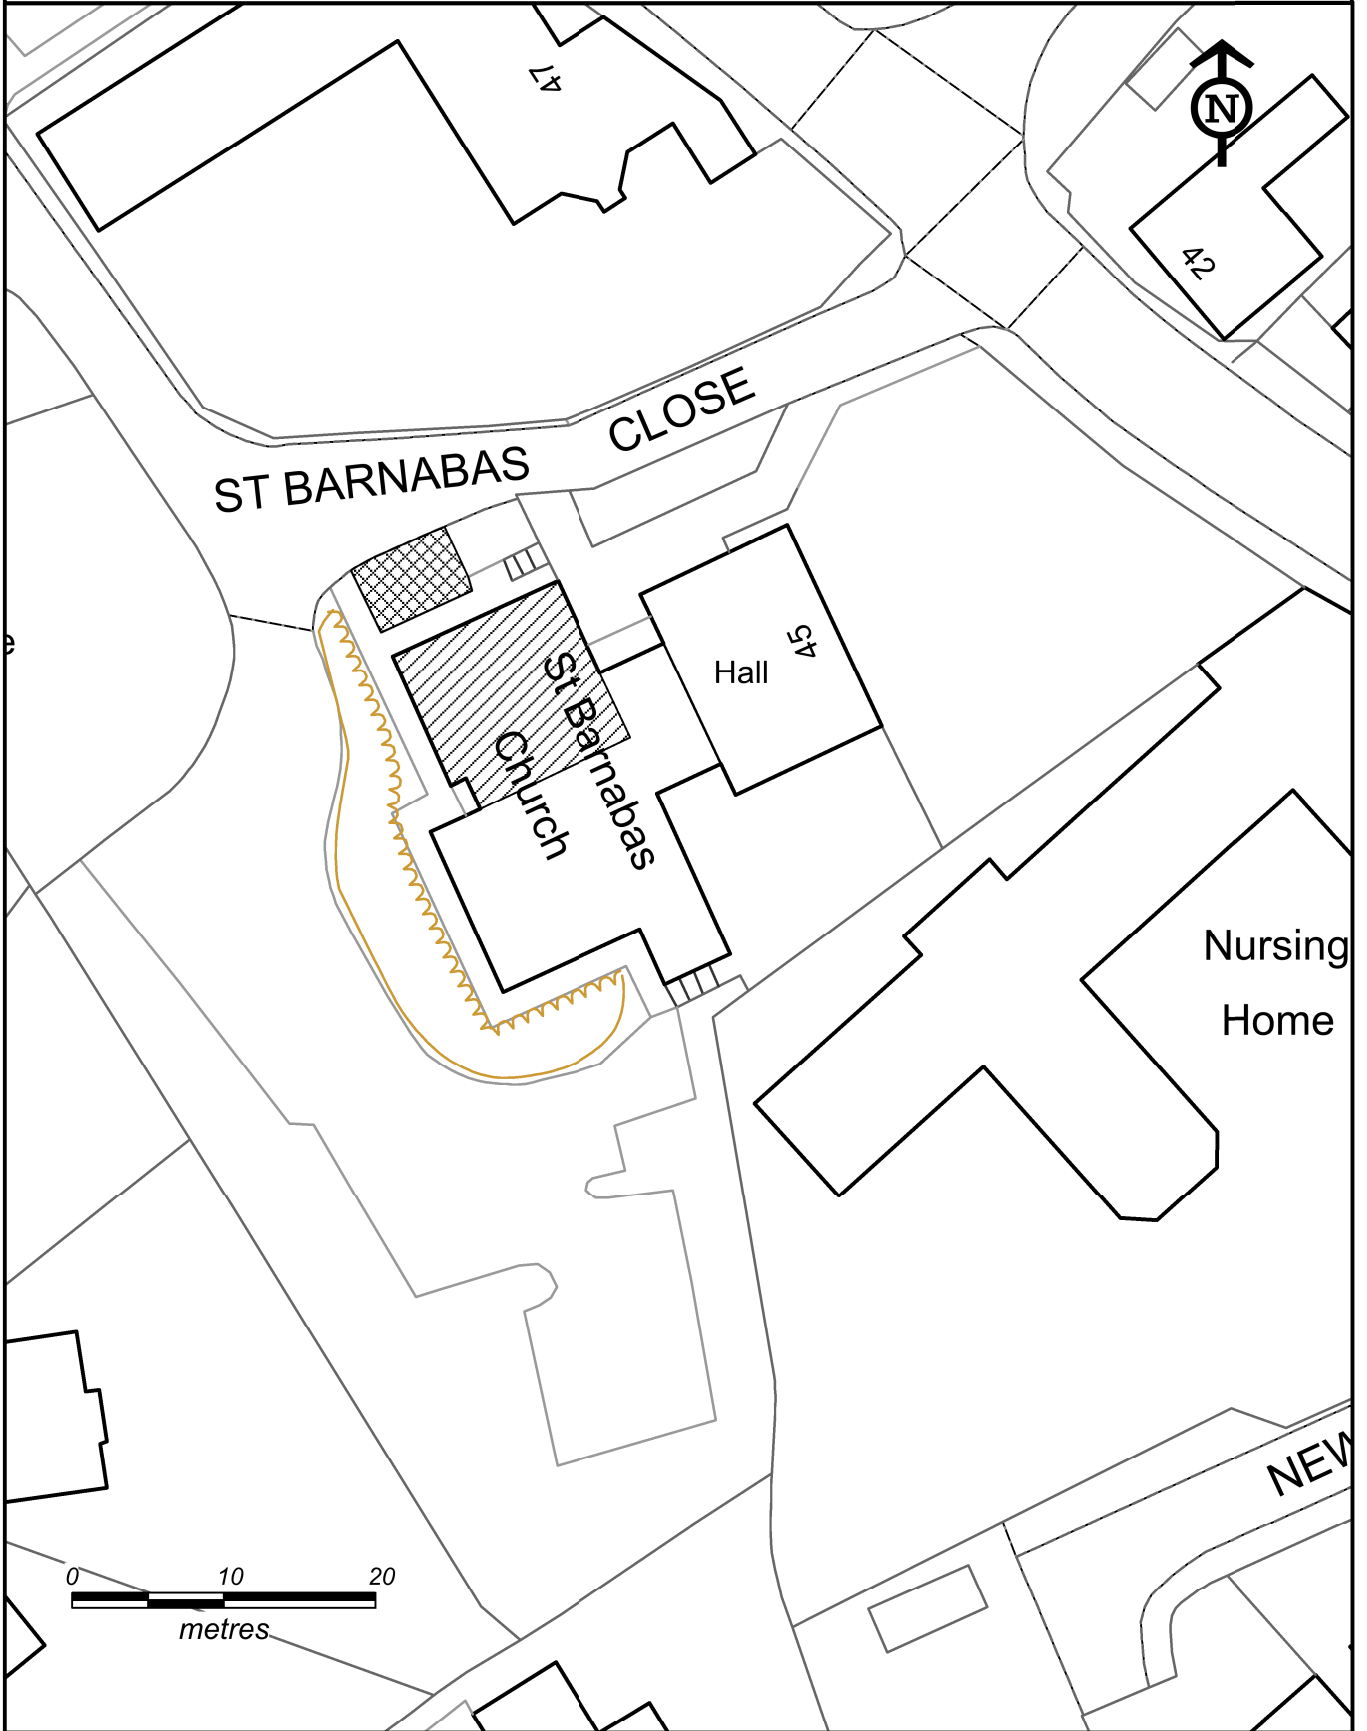 47
N
42
ST BARNABAS CLOSE
e
45
Hall
St Barnabas
Church
Nursing
Home
NEW
0 10 20
metres